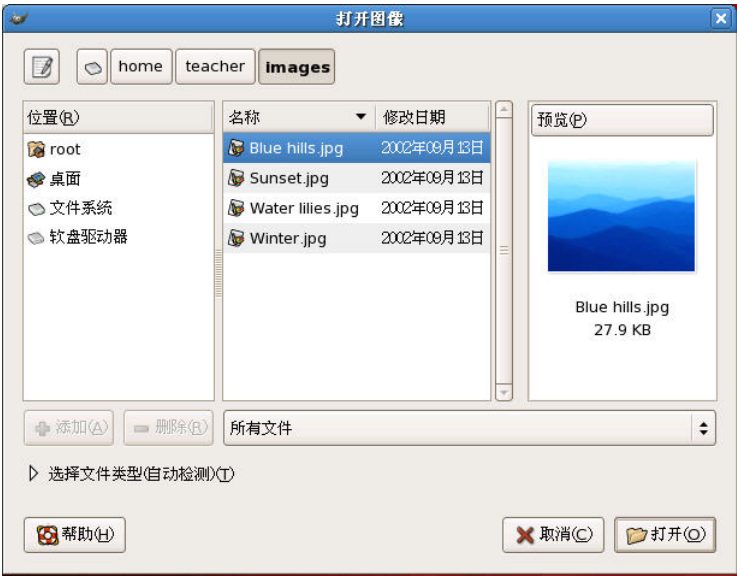 打开图像
home teacher images
位置(R) 名称 修改日期 预览(P)
root Blue hills.jpg 2002年09月13日
桌面 Sunset.jpg 2002年09月13日
文件系统 Water lilies.jpg 2002年09月13日
软盘驱动器 Winter.jpg 2002年09月13日
Blue hills.jpg
27.9 KB
添加(A) 删除(R) 所有文件
选择文件类型(自动检测)(T)
帮助(H) 取消(C) 打开(O)